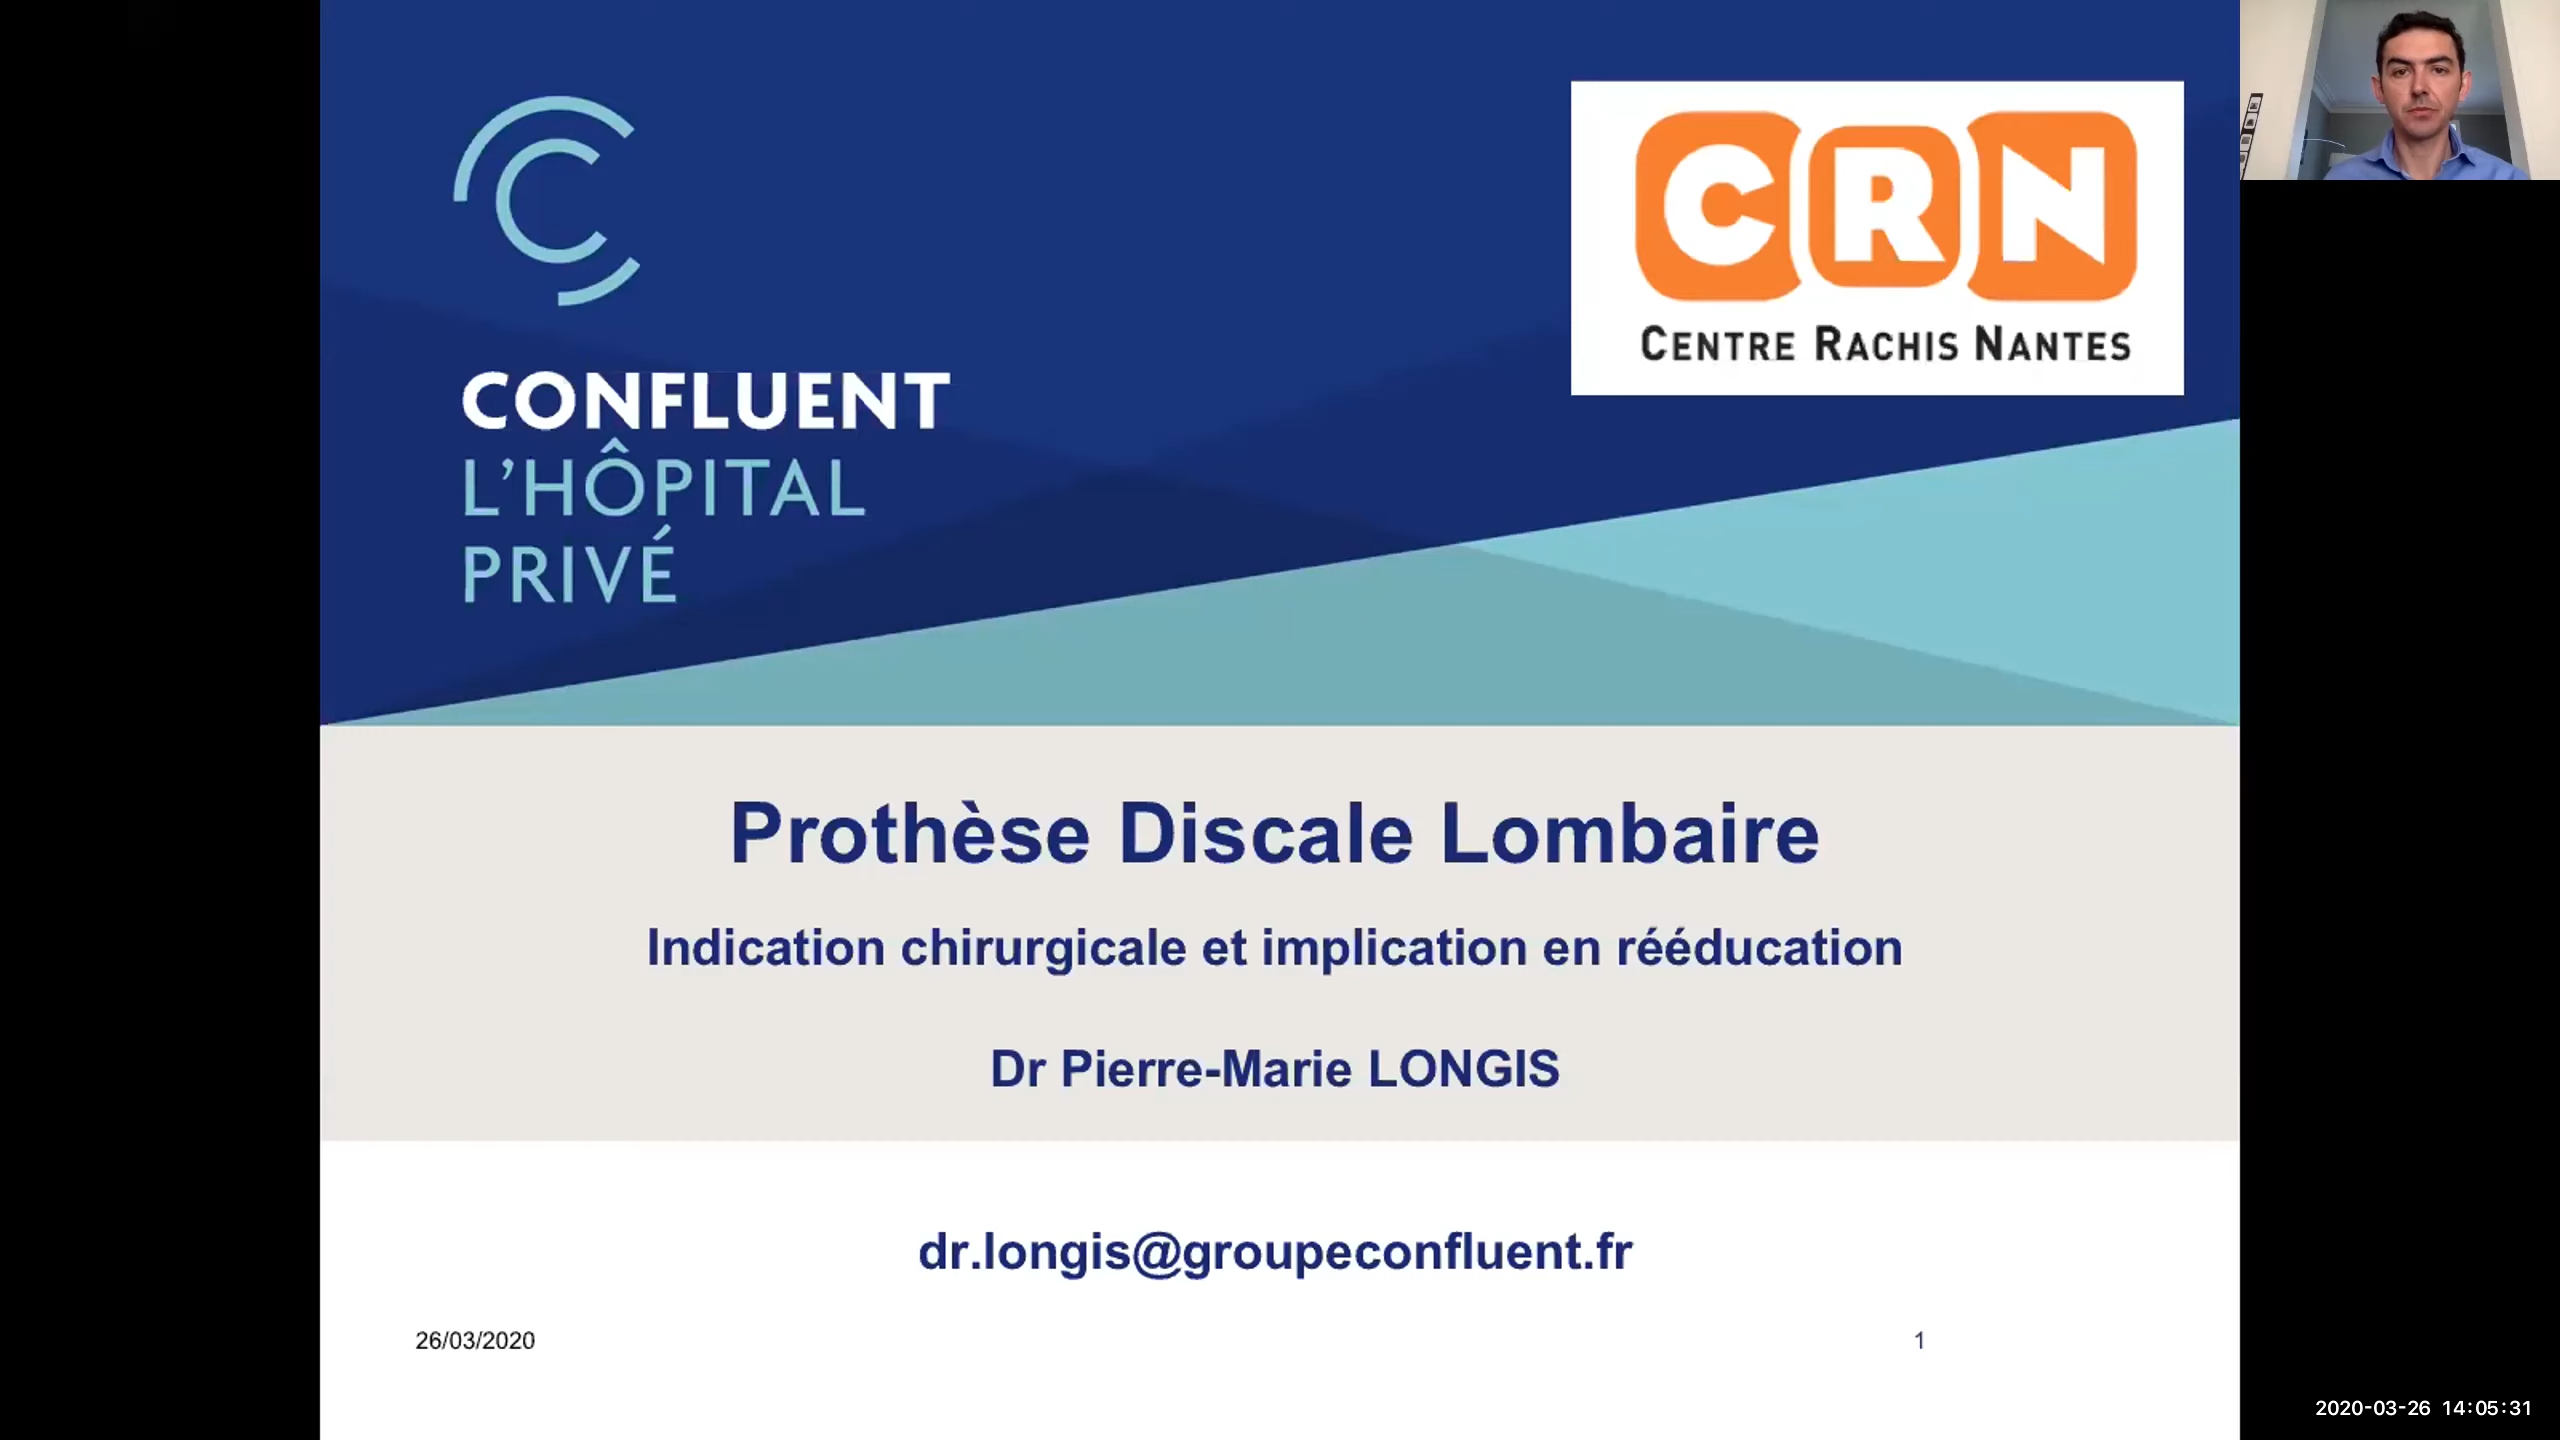 CRN
CENTRE RACHIS NANTES
CONFLUENT
L'HÔPITAL
PRIVÉ
Prothèse Discale Lombaire
Indication chirurgicale et implication en rééducation
Dr Pierre-Marie LONGIS
dr.longis@groupeconfluent.fr
26/03/2020
1
2020-03-26 14:05:31